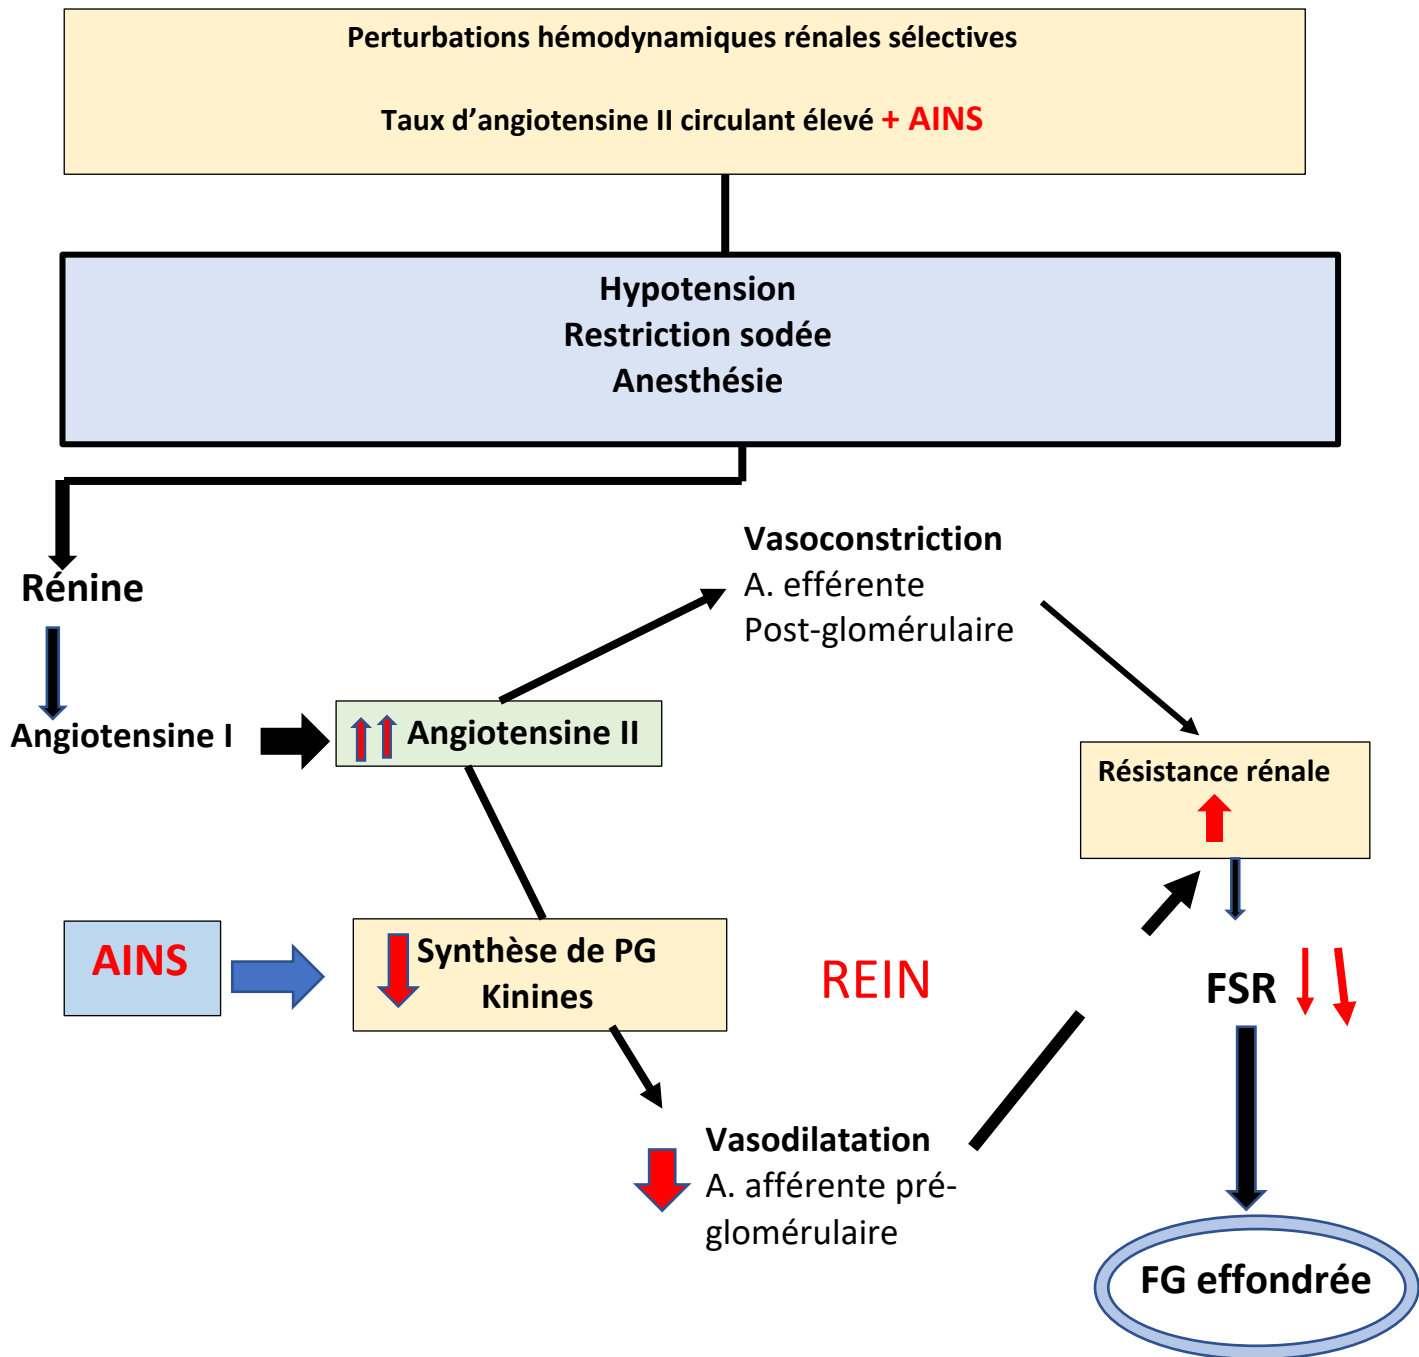 Perturbations hémodynamiques rénales sélectives
Taux d’angiotensine II circulant élevé + AINS
Hypotension
Restriction sodée
Anesthésie
Vasoconstriction
A. efférente
Post-glomérulaire
Rénine
Angiotensine I
Angiotensine II
Résistance rénale
AINS
Synthèse de PG
Kinines
REIN
FSR
Vasodilatation
A. afférente pré-
glomérulaire
FG effondrée